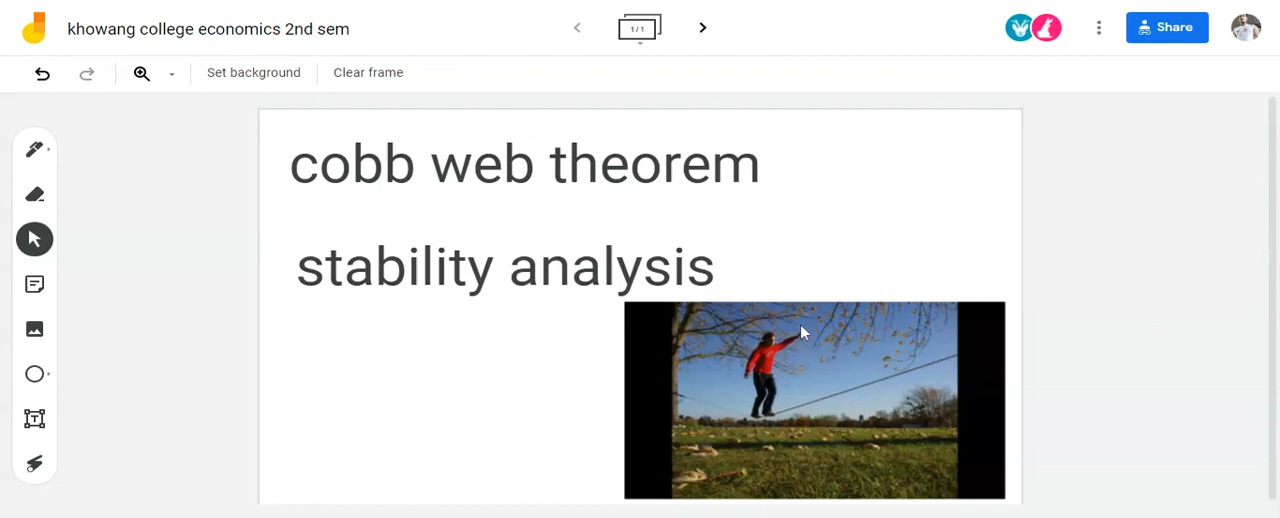 khowang college economics 2nd sem
1 / 1
Share
Set background
Clear frame
cobb web theorem
stability analysis